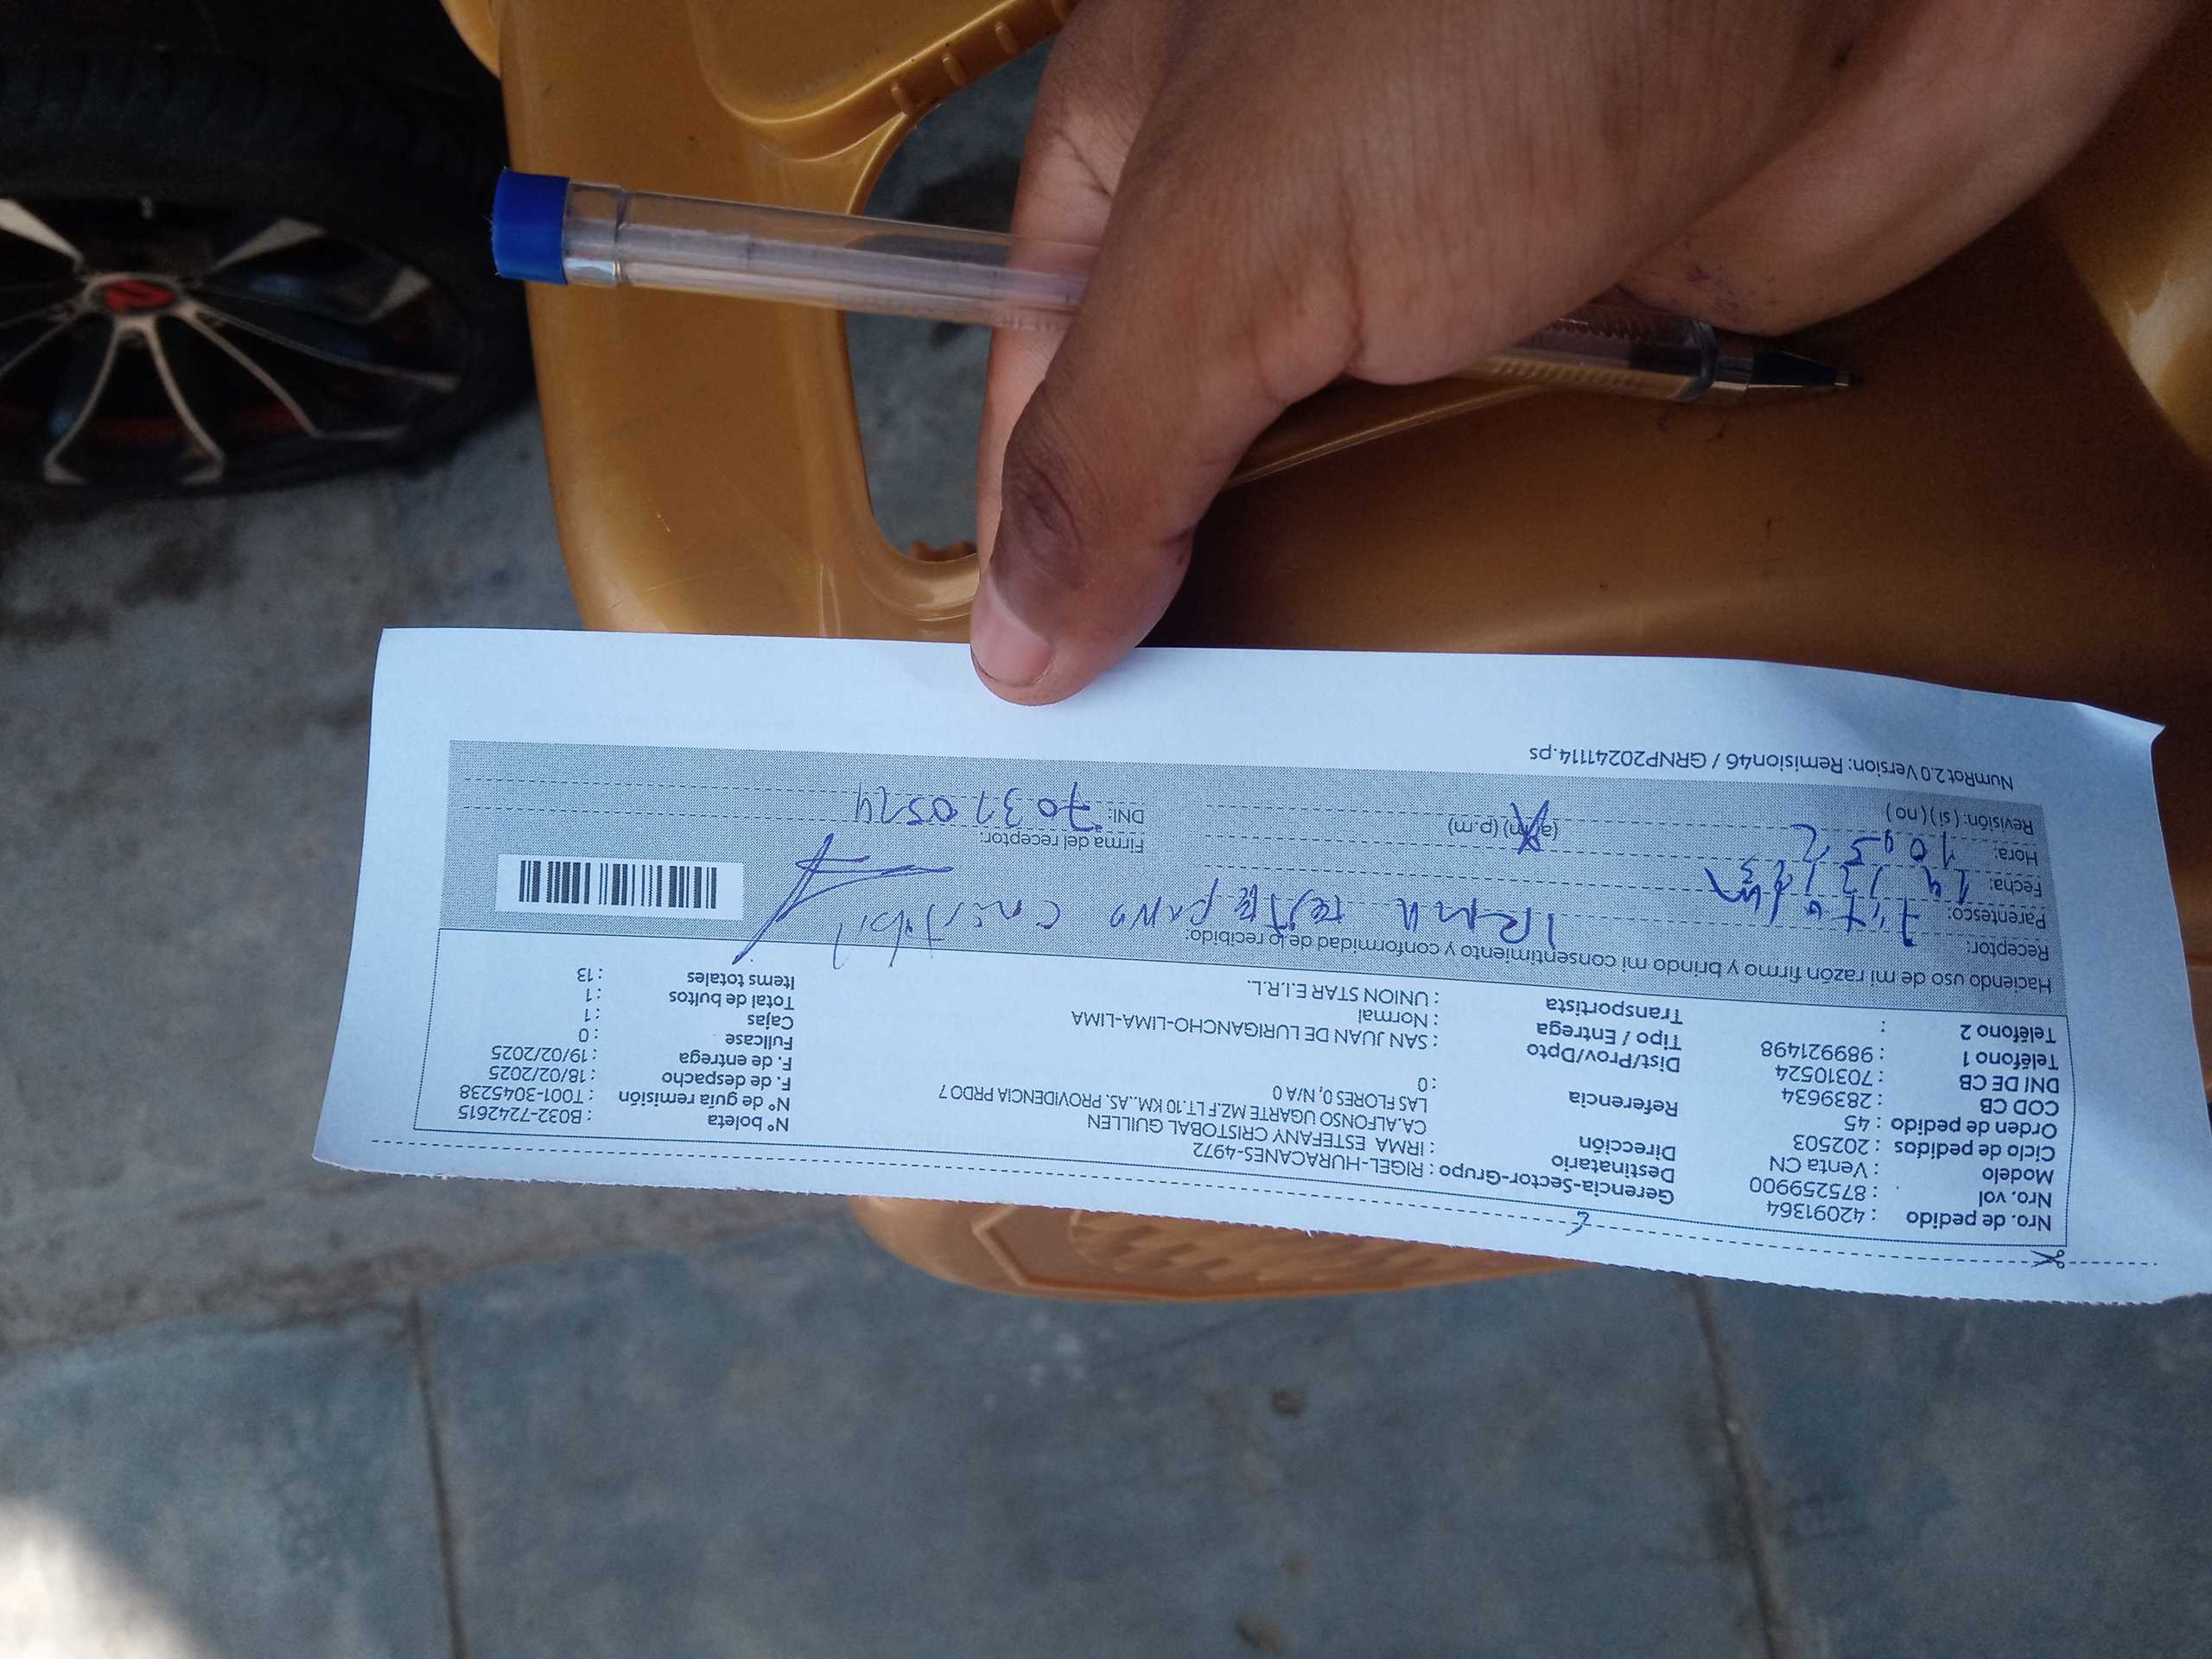 Nro. de pedido : 42091364 Gerencia-Sector-Grupo : RIGEL-HURACANES-4972
Nro. vol : 875259900 Destinatario : IRMA ESTEFANY CRISTOBAL GUILLEN N° boleta : B032-7242615
Modelo : Venta CN Dirección CA.ALFONSO UGARTE MZ.F LT.10 KM..AS. PROVIDENCIA PRDO 7 N° de guía remisión : T001-3045238
Ciclo de pedidos : 202503 LAS FLORES 0, N/A 0 F. de despacho : 18/02/2025
Orden de pedido : 45 Referencia : 0 F. de entrega : 19/02/2025
COD CB : 2839634 Dist/Prov/Dpto : SAN JUAN DE LURIGANCHO-LIMA-LIMA Fullcase : 0
DNI DE CB : 70310524 Tipo / Entrega : Normal Cajas : 1
Teléfono 1 : 989921498 Transportista : UNION STAR E.I.R.L. Total de bultos : 1
Teléfono 2 : Items totales : 13
Haciendo uso de mi razón firmo y brindo mi consentimiento y conformidad de lo recibido:
Receptor: IRMA
Parentesco:
Fecha:
Hora: (a.m) (p.m) Firma del receptor:
Revisión: ( si ) ( no ) DNI: 70310524
NumRot2.0 Version: Remision46 / GRNP20241114.ps